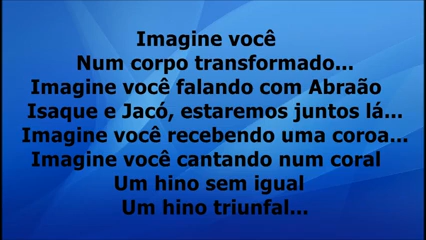 Imagine você
Num corpo transformado...
Imagine você falando com Abraão
Isaque e Jacó, estaremos juntos lá...
Imagine você recebendo uma coroa...
Imagine você cantando num coral
Um hino sem igual
Um hino triunfal...